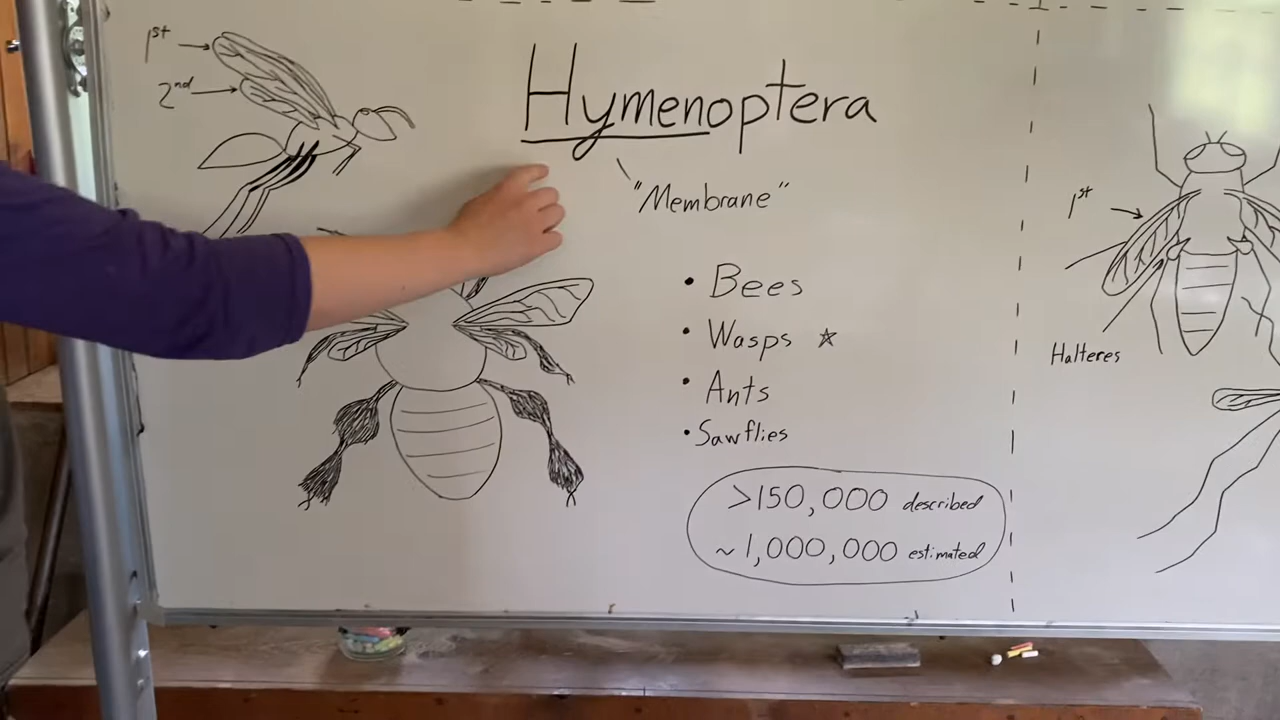 1st
2nd
Hymenoptera
"Membrane"
• Bees
• Wasps ☆
• Ants
• Sawflies
>150,000 described
~1,000,000 estimated
1st
Halteres